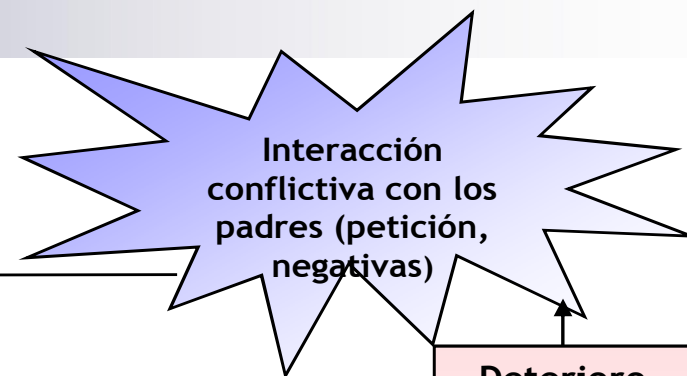 Interacción
conflictiva con los
padres (petición,
negativas)
Deterioro